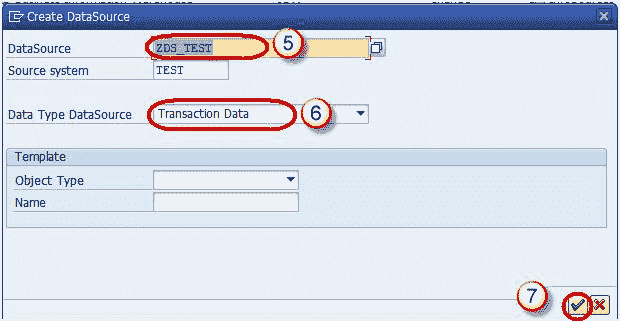 Create DataSource
DataSource ZDS_TEST 5
Source system TEST
Data Type DataSource Transaction Data 6
Template
Object Type
Name
7